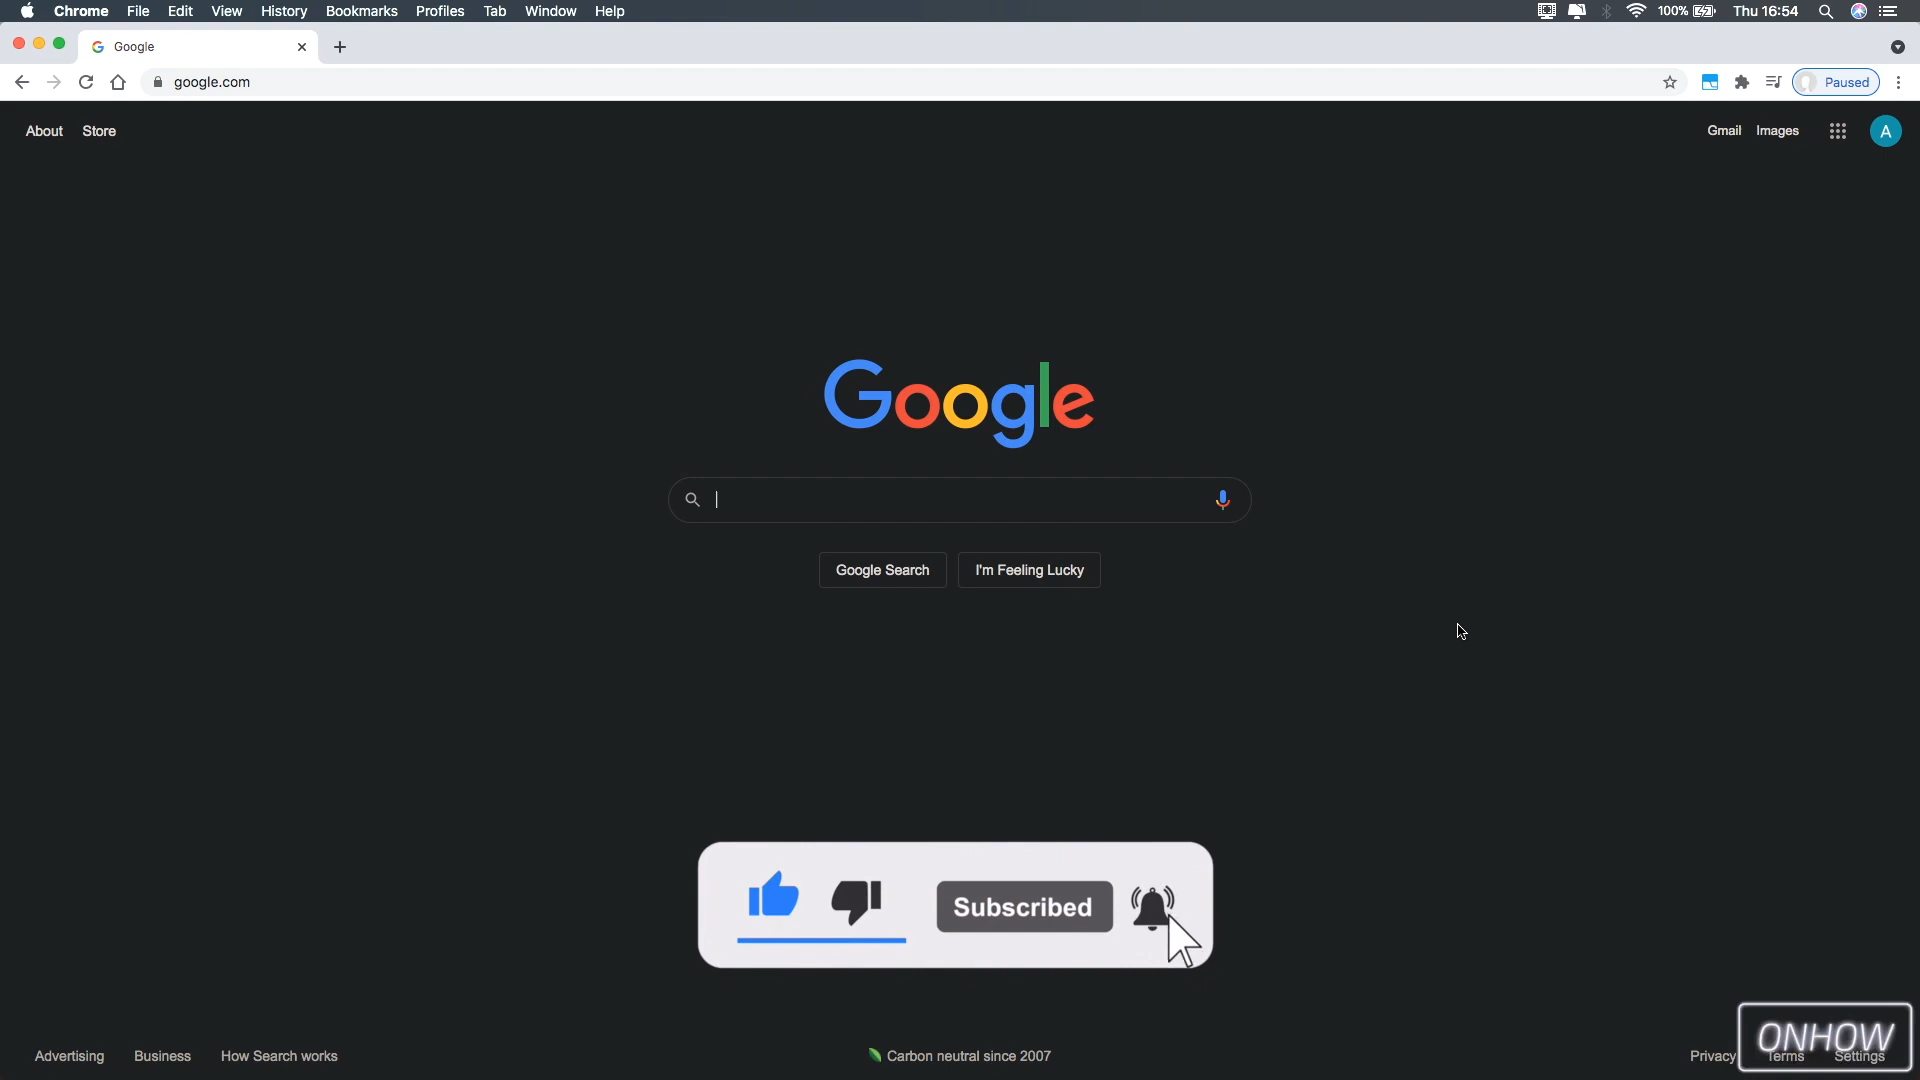 Chrome File Edit View History Bookmarks Profiles Tab Window Help 100% Thu 16:54
Google
google.com Paused
About Store Gmail Images A
Google
Google Search I'm Feeling Lucky
Subscribed
ONHOW
Advertising Business How Search works Carbon neutral since 2007 Privacy Terms Settings